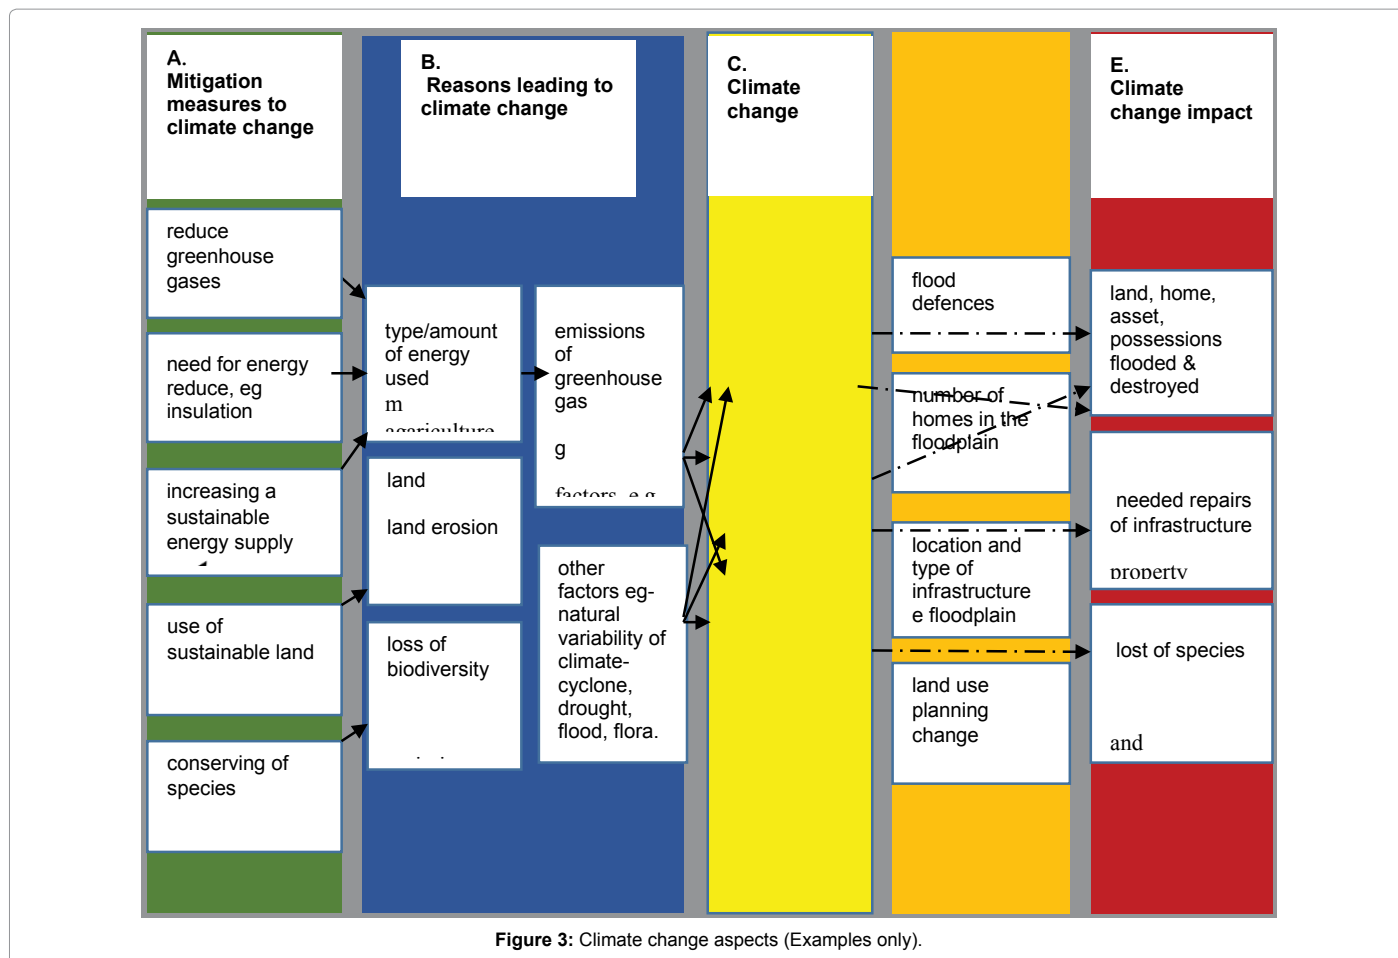 A.
Mitigation
measures to
climate change
reduce
greenhouse
gases
need for energy
reduce, eg
insulation
increasing a
sustainable
energy supply
use of
sustainable land
conserving of
species
B.
Reasons leading to
climate change
type/amount
of energy
used
m
agariculture
land
land erosion
loss of
biodiversity
emissions
of
greenhouse
gas
g
factors, e.g
other
factors eg-
natural
variability of
climate-
cyclone,
drought,
flood, flora.
C.
Climate
change
flood
defences
number of
homes in the
floodplain
location and
type of
infrastructure
e floodplain
land use
planning
change
E.
Climate
change impact
land, home,
asset,
possessions
flooded &
destroyed
needed repairs
of infrastructure
property
lost of species
and
Figure 3: Climate change aspects (Examples only).